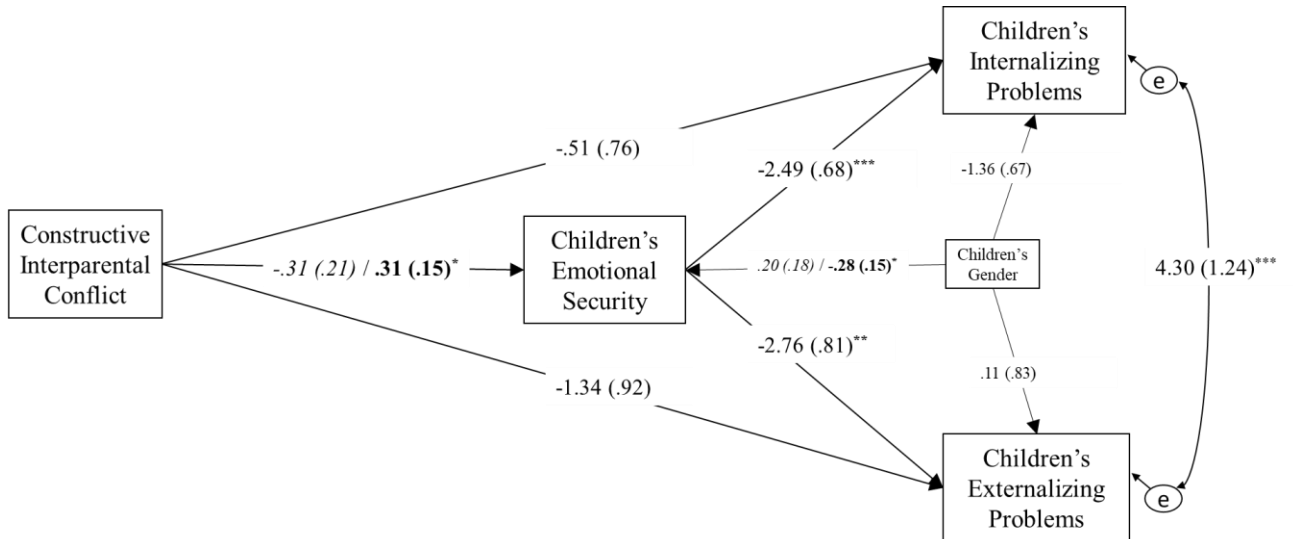 Children's
Internalizing
Problems
e
-.51 (.76)
-2.49 (.68)***
-1.36 (.67)
Constructive
Interparental
Conflict
-.31 (.21) / .31 (.15)*
Children's
Emotional
Security
.20 (.18) / -.28 (.15)*
Children's
Gender
4.30 (1.24)***
-2.76 (.81)**
-1.34 (.92)
.11 (.83)
Children's
Externalizing
Problems
e